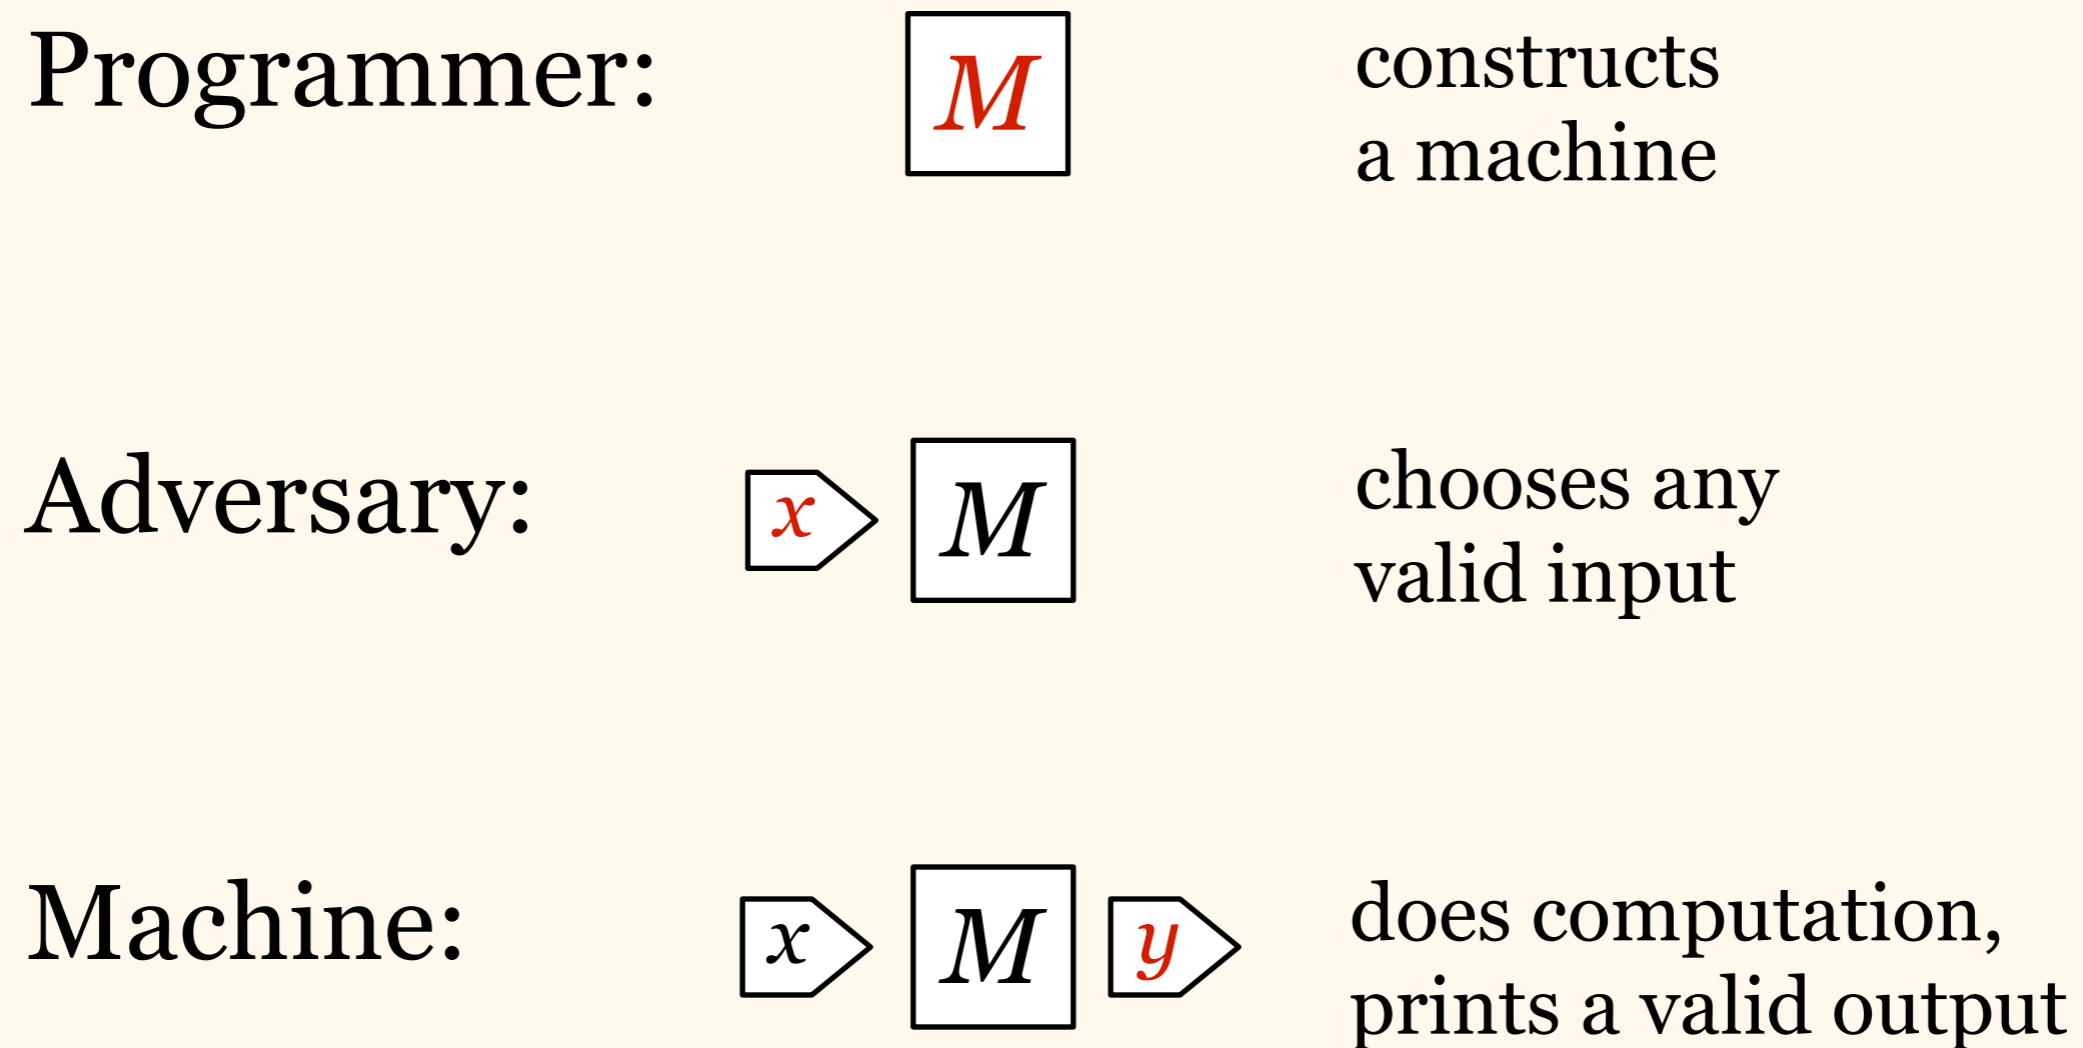 Programmer:
M
constructs
a machine
Adversary:
x
M
chooses any
valid input
Machine:
x
M
y
does computation,
prints a valid output